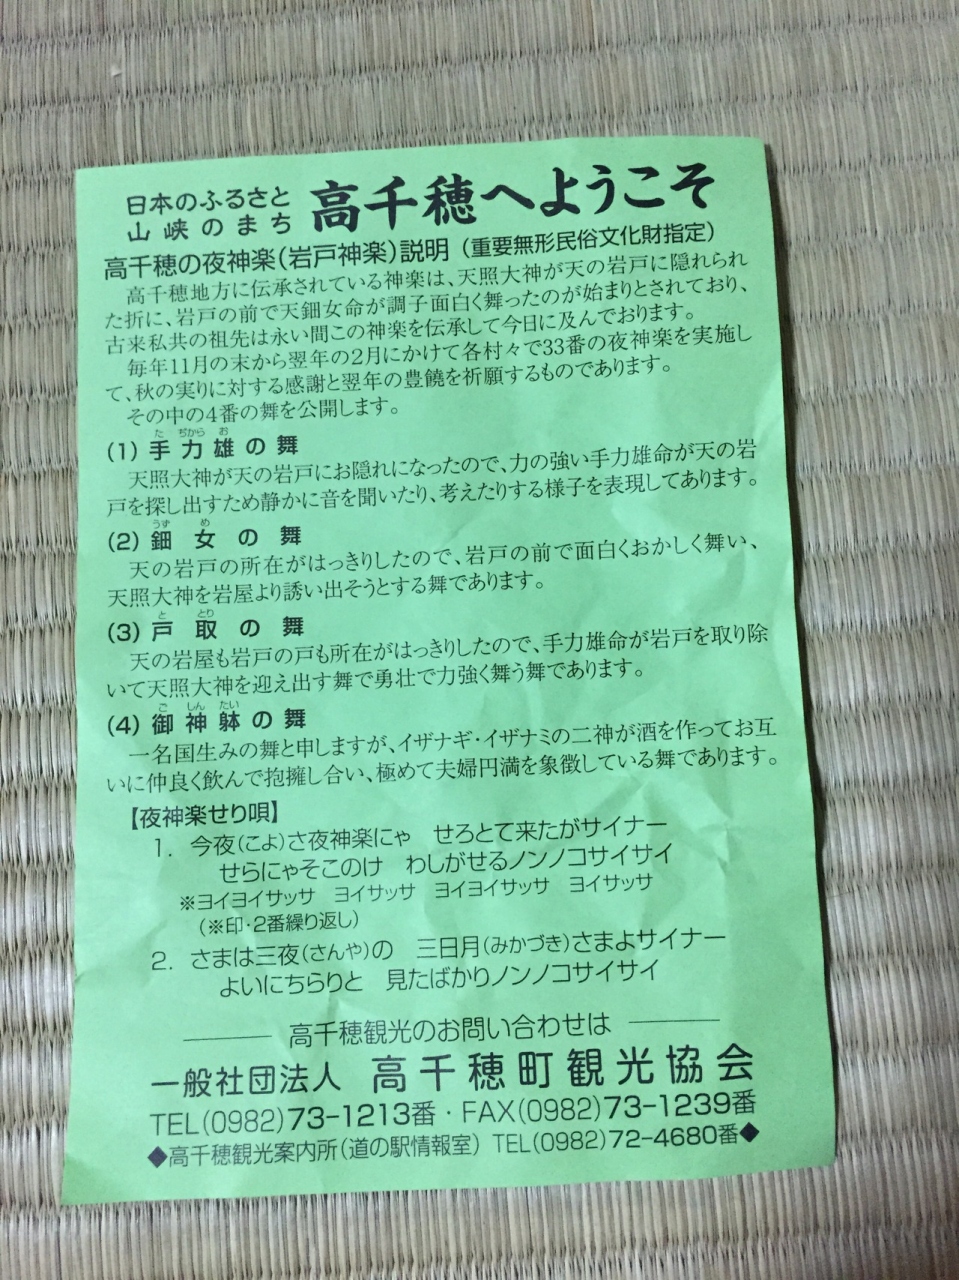 日本のふるさと
山峡のまち
高千穂へようこそ
高千穂の夜神楽(岩戸神楽)説明(重要無形民俗文化財指定)
高千穂地方に伝承されている神楽は、天照大神が天の岩戸に隠れられ
た折に、岩戸の前で天鈿女命が調子面白く舞ったのが始まりとされており、
古来私共の祖先は永い間この神楽を伝承して今日に及んでおります。
毎年11月の末から翌年の2月にかけて各村々で33番の夜神楽を実施し
て、秋の実りに対する感謝と翌年の豊饒を祈願するものであります。
その中の4番の舞を公開します。
た ぢから お
(1) 手力雄の舞
天照大神が天の岩戸にお隠れになったので、力の強い手力雄命が天の岩
戸を探し出すため静かに音を聞いたり、考えたりする様子を表現してあります。
うず め
(2) 鈿女の舞
天の岩戸の所在がはっきりしたので、岩戸の前で面白くおかしく舞い、
天照大神を岩屋より誘い出そうとする舞であります。
と とり
(3) 戸取の舞
天の岩屋も岩戸の戸も所在がはっきりしたので、手力雄命が岩戸を取り除
いて天照大神を迎え出す舞で勇壮で力強く舞う舞であります。
ご しん たい
(4) 御神躰の舞
一名国生みの舞と申しますが、イザナギ・イザナミの二神が酒を作ってお互
いに仲良く飲んで抱擁し合い、極めて夫婦円満を象徴している舞であります。
【夜神楽せり唄】
1. 今夜(こよ)さ夜神楽にゃ せろとて来たがサイナー
せらにゃそこのけ わしがせるノンノコサイサイ
※ヨイヨイサッサ ヨイサッサ ヨイヨイサッサ ヨイサッサ
(※印・2番繰り返し)
2. さまは三夜(さんや)の 三日月(みかづき)さまよサイナー
よいにちらりと 見たばかりノンノコサイサイ
高千穂観光のお問い合わせは
一般社団法人 高千穂町観光協会
TEL(0982)73-1213番・FAX(0982)73-1239番
◆高千穂観光案内所(道の駅情報室) TEL(0982)72-4680番◆